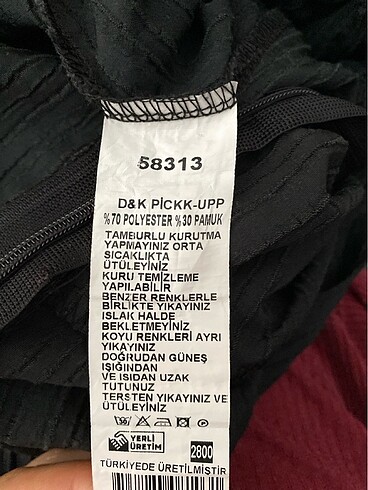 58313
D&K PİCKK-UPP
%70 POLYESTER %30 PAMUK
TAMBURLU KURUTMA
YAPMAYINIZ ORTA
SICAKLIKTA
ÜTÜLEYİNİZ
KURU TEMİZLEME
YAPILABİLİR
BENZER RENKLERLE
BİRLİKTE YIKAYINIZ
ISLAK HALDE
BEKLETMEYİNİZ
KOYU RENKLERİ AYRI
YIKAYINIZ
DOĞRUDAN GÜNEŞ
IŞIĞINDAN
VE ISIDAN UZAK
TUTUNUZ
TERSTEN YIKAYINIZ VE
ÜTÜLEYİNİZ
YERLİ
ÜRETİM
2800
TÜRKİYEDE ÜRETİLMİŞTİR